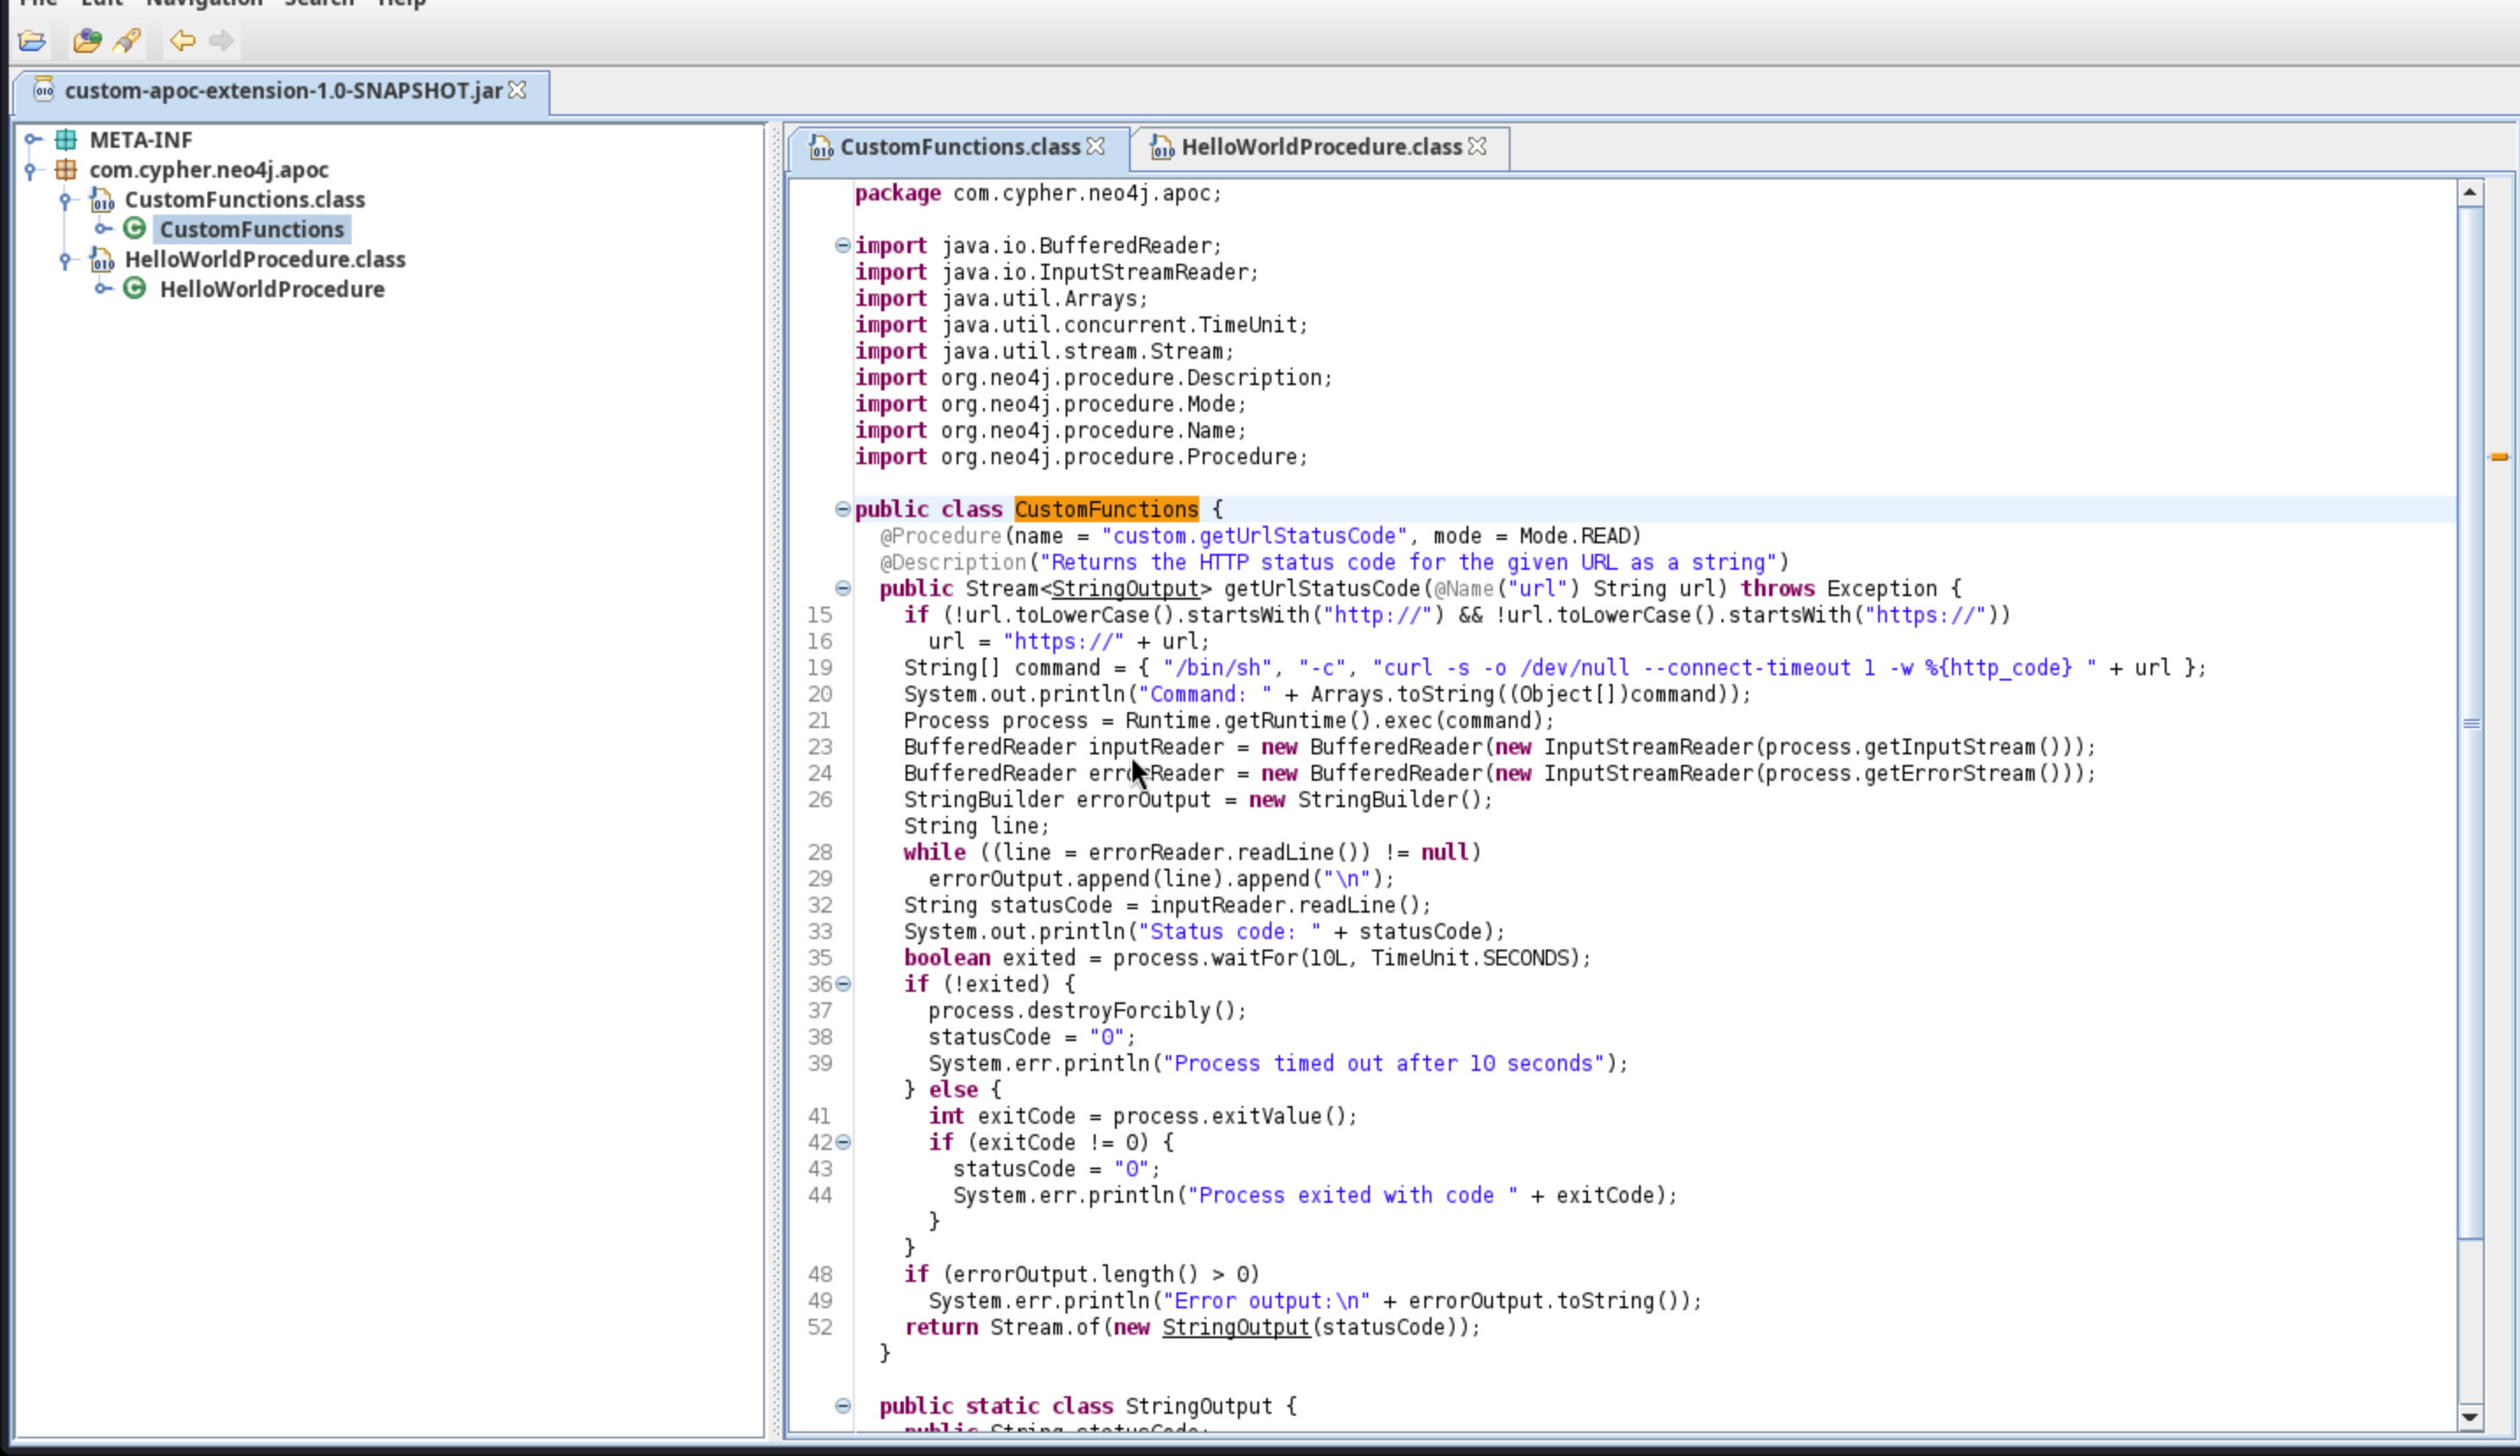 File Edit Navigation Search Help
custom-apoc-extension-1.0-SNAPSHOT.jar
META-INF
com.cypher.neo4j.apoc
CustomFunctions.class
CustomFunctions
HelloWorldProcedure.class
HelloWorldProcedure
CustomFunctions.class HelloWorldProcedure.class
package com.cypher.neo4j.apoc;
import java.io.BufferedReader;
import java.io.InputStreamReader;
import java.util.Arrays;
import java.util.concurrent.TimeUnit;
import java.util.stream.Stream;
import org.neo4j.procedure.Description;
import org.neo4j.procedure.Mode;
import org.neo4j.procedure.Name;
import org.neo4j.procedure.Procedure;
public class CustomFunctions {
@Procedure(name = "custom.getUrlStatusCode", mode = Mode.READ)
@Description("Returns the HTTP status code for the given URL as a string")
public Stream<StringOutput> getUrlStatusCode(@Name("url") String url) throws Exception {
15 if (!url.toLowerCase().startsWith("http://") && !url.toLowerCase().startsWith("https://"))
16 url = "https://" + url;
19 String[] command = { "/bin/sh", "-c", "curl -s -o /dev/null --connect-timeout 1 -w %{http_code} " + url };
20 System.out.println("Command: " + Arrays.toString((Object[])command));
21 Process process = Runtime.getRuntime().exec(command);
23 BufferedReader inputReader = new BufferedReader(new InputStreamReader(process.getInputStream()));
24 BufferedReader errorReader = new BufferedReader(new InputStreamReader(process.getErrorStream()));
26 StringBuilder errorOutput = new StringBuilder();
String line;
28 while ((line = errorReader.readLine()) != null)
29 errorOutput.append(line).append("\n");
32 String statusCode = inputReader.readLine();
33 System.out.println("Status code: " + statusCode);
35 boolean exited = process.waitFor(10L, TimeUnit.SECONDS);
36 if (!exited) {
37 process.destroyForcibly();
38 statusCode = "0";
39 System.err.println("Process timed out after 10 seconds");
} else {
41 int exitCode = process.exitValue();
42 if (exitCode != 0) {
43 statusCode = "0";
44 System.err.println("Process exited with code " + exitCode);
}
}
48 if (errorOutput.length() > 0)
49 System.err.println("Error output:\n" + errorOutput.toString());
52 return Stream.of(new StringOutput(statusCode));
}
public static class StringOutput {
public String statusCode;